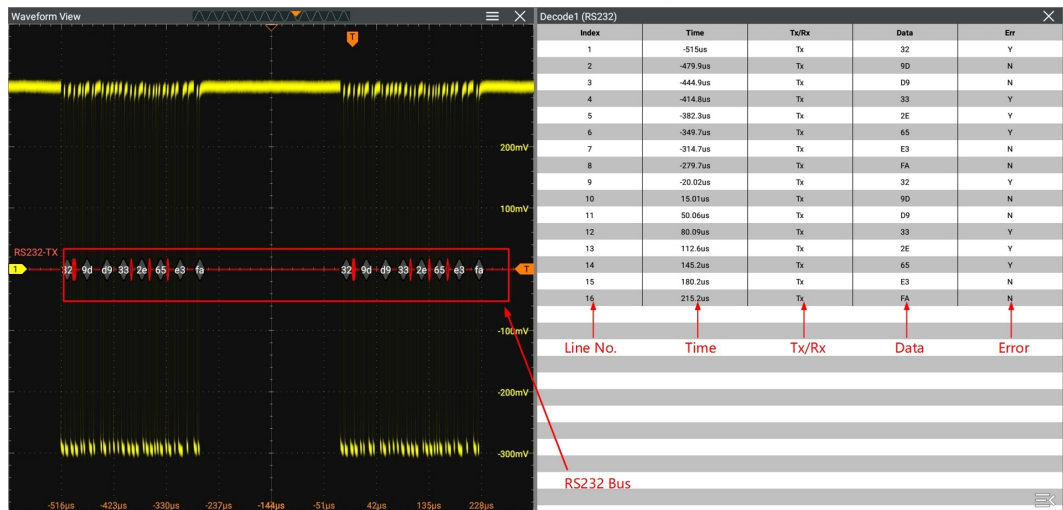 Waveform View
T
200mV
100mV
RS232-TX
1
32 9d d9 33 2e 65 e3 fa 32 9d d9 33 2e 65 e3 fa
T
-100mV
-200mV
-300mV
-516µs -423µs -330µs -237µs -144µs -51µs 42µs 135µs 228µs
RS232 Bus
Decode1 (RS232)
Index Time Tx/Rx Data Err
1 -515us Tx 32 Y
2 -479.9us Tx 9D N
3 -444.9us Tx D9 N
4 -414.8us Tx 33 Y
5 -382.3us Tx 2E Y
6 -349.7us Tx 65 Y
7 -314.7us Tx E3 N
8 -279.7us Tx FA N
9 -20.02us Tx 32 Y
10 15.01us Tx 9D N
11 50.06us Tx D9 N
12 80.09us Tx 33 Y
13 112.6us Tx 2E Y
14 145.2us Tx 65 Y
15 180.2us Tx E3 N
16 215.2us Tx FA N
Line No. Time Tx/Rx Data Error